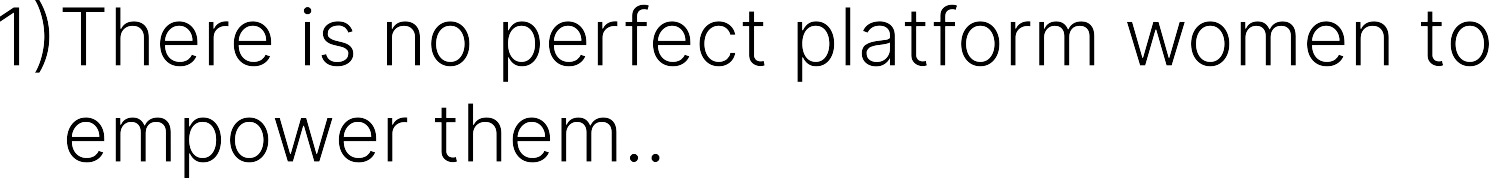 1) There is no perfect platform women to
empower them..